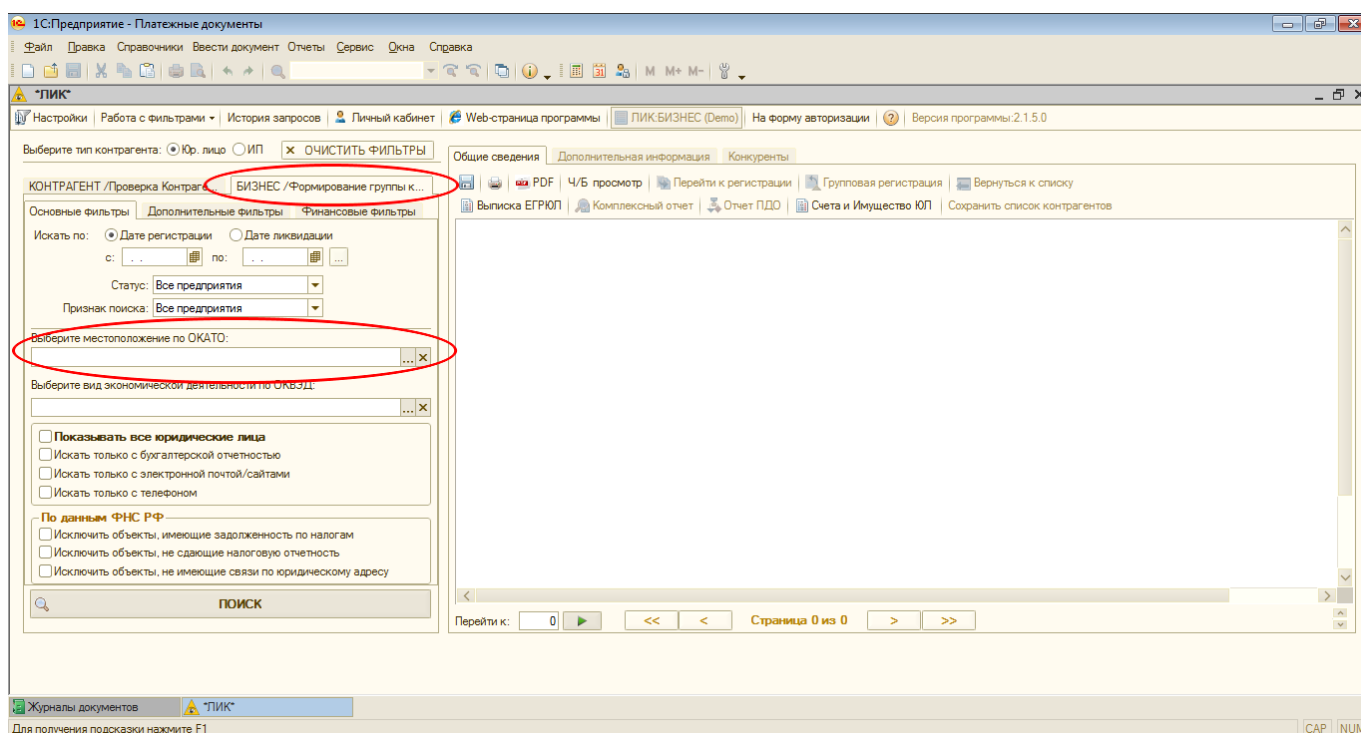 1С:Предприятие - Платежные документы
Файл Правка Справочники Ввести документ Отчеты Сервис Окна Справка
M M+ M-
*ЛИК*
Настройки Работа с фильтрами История запросов Личный кабинет Web-страница программы ЛИК:БИЗНЕС (Demo) На форму авторизации Версия программы:2.1.5.0
Выберите тип контрагента: Юр. лицо ИП ОЧИСТИТЬ ФИЛЬТРЫ
КОНТРАГЕНТ /Проверка Контраге... БИЗНЕС /Формирование группы к...
Основные фильтры Дополнительные фильтры Финансовые фильтры
Искать по: Дате регистрации Дате ликвидации
с: . . по: . . ...
Статус: Все предприятия
Признак поиска: Все предприятия
Выберите местоположение по ОКАТО:
...
Выберите вид экономической деятельности по ОКВЭД:
...
Показывать все юридические лица
Искать только с бухгалтерской отчетностью
Искать только с электронной почтой/сайтами
Искать только с телефоном
По данным ФНС РФ
Исключить объекты, имеющие задолженность по налогам
Исключить объекты, не сдающие налоговую отчетность
Исключить объекты, не имеющие связи по юридическому адресу
ПОИСК
Общие сведения Дополнительная информация Конкуренты
PDF Ч/Б просмотр Перейти к регистрации Групповая регистрация Вернуться к списку
Выписка ЕГРЮЛ Комплексный отчет Отчет ПДО Счета и Имущество ЮЛ Сохранить список контрагентов
Перейти к: 0 << < Страница 0 из 0 > >>
Журналы документов *ЛИК*
Для получения подсказки нажмите F1 CAP NUM